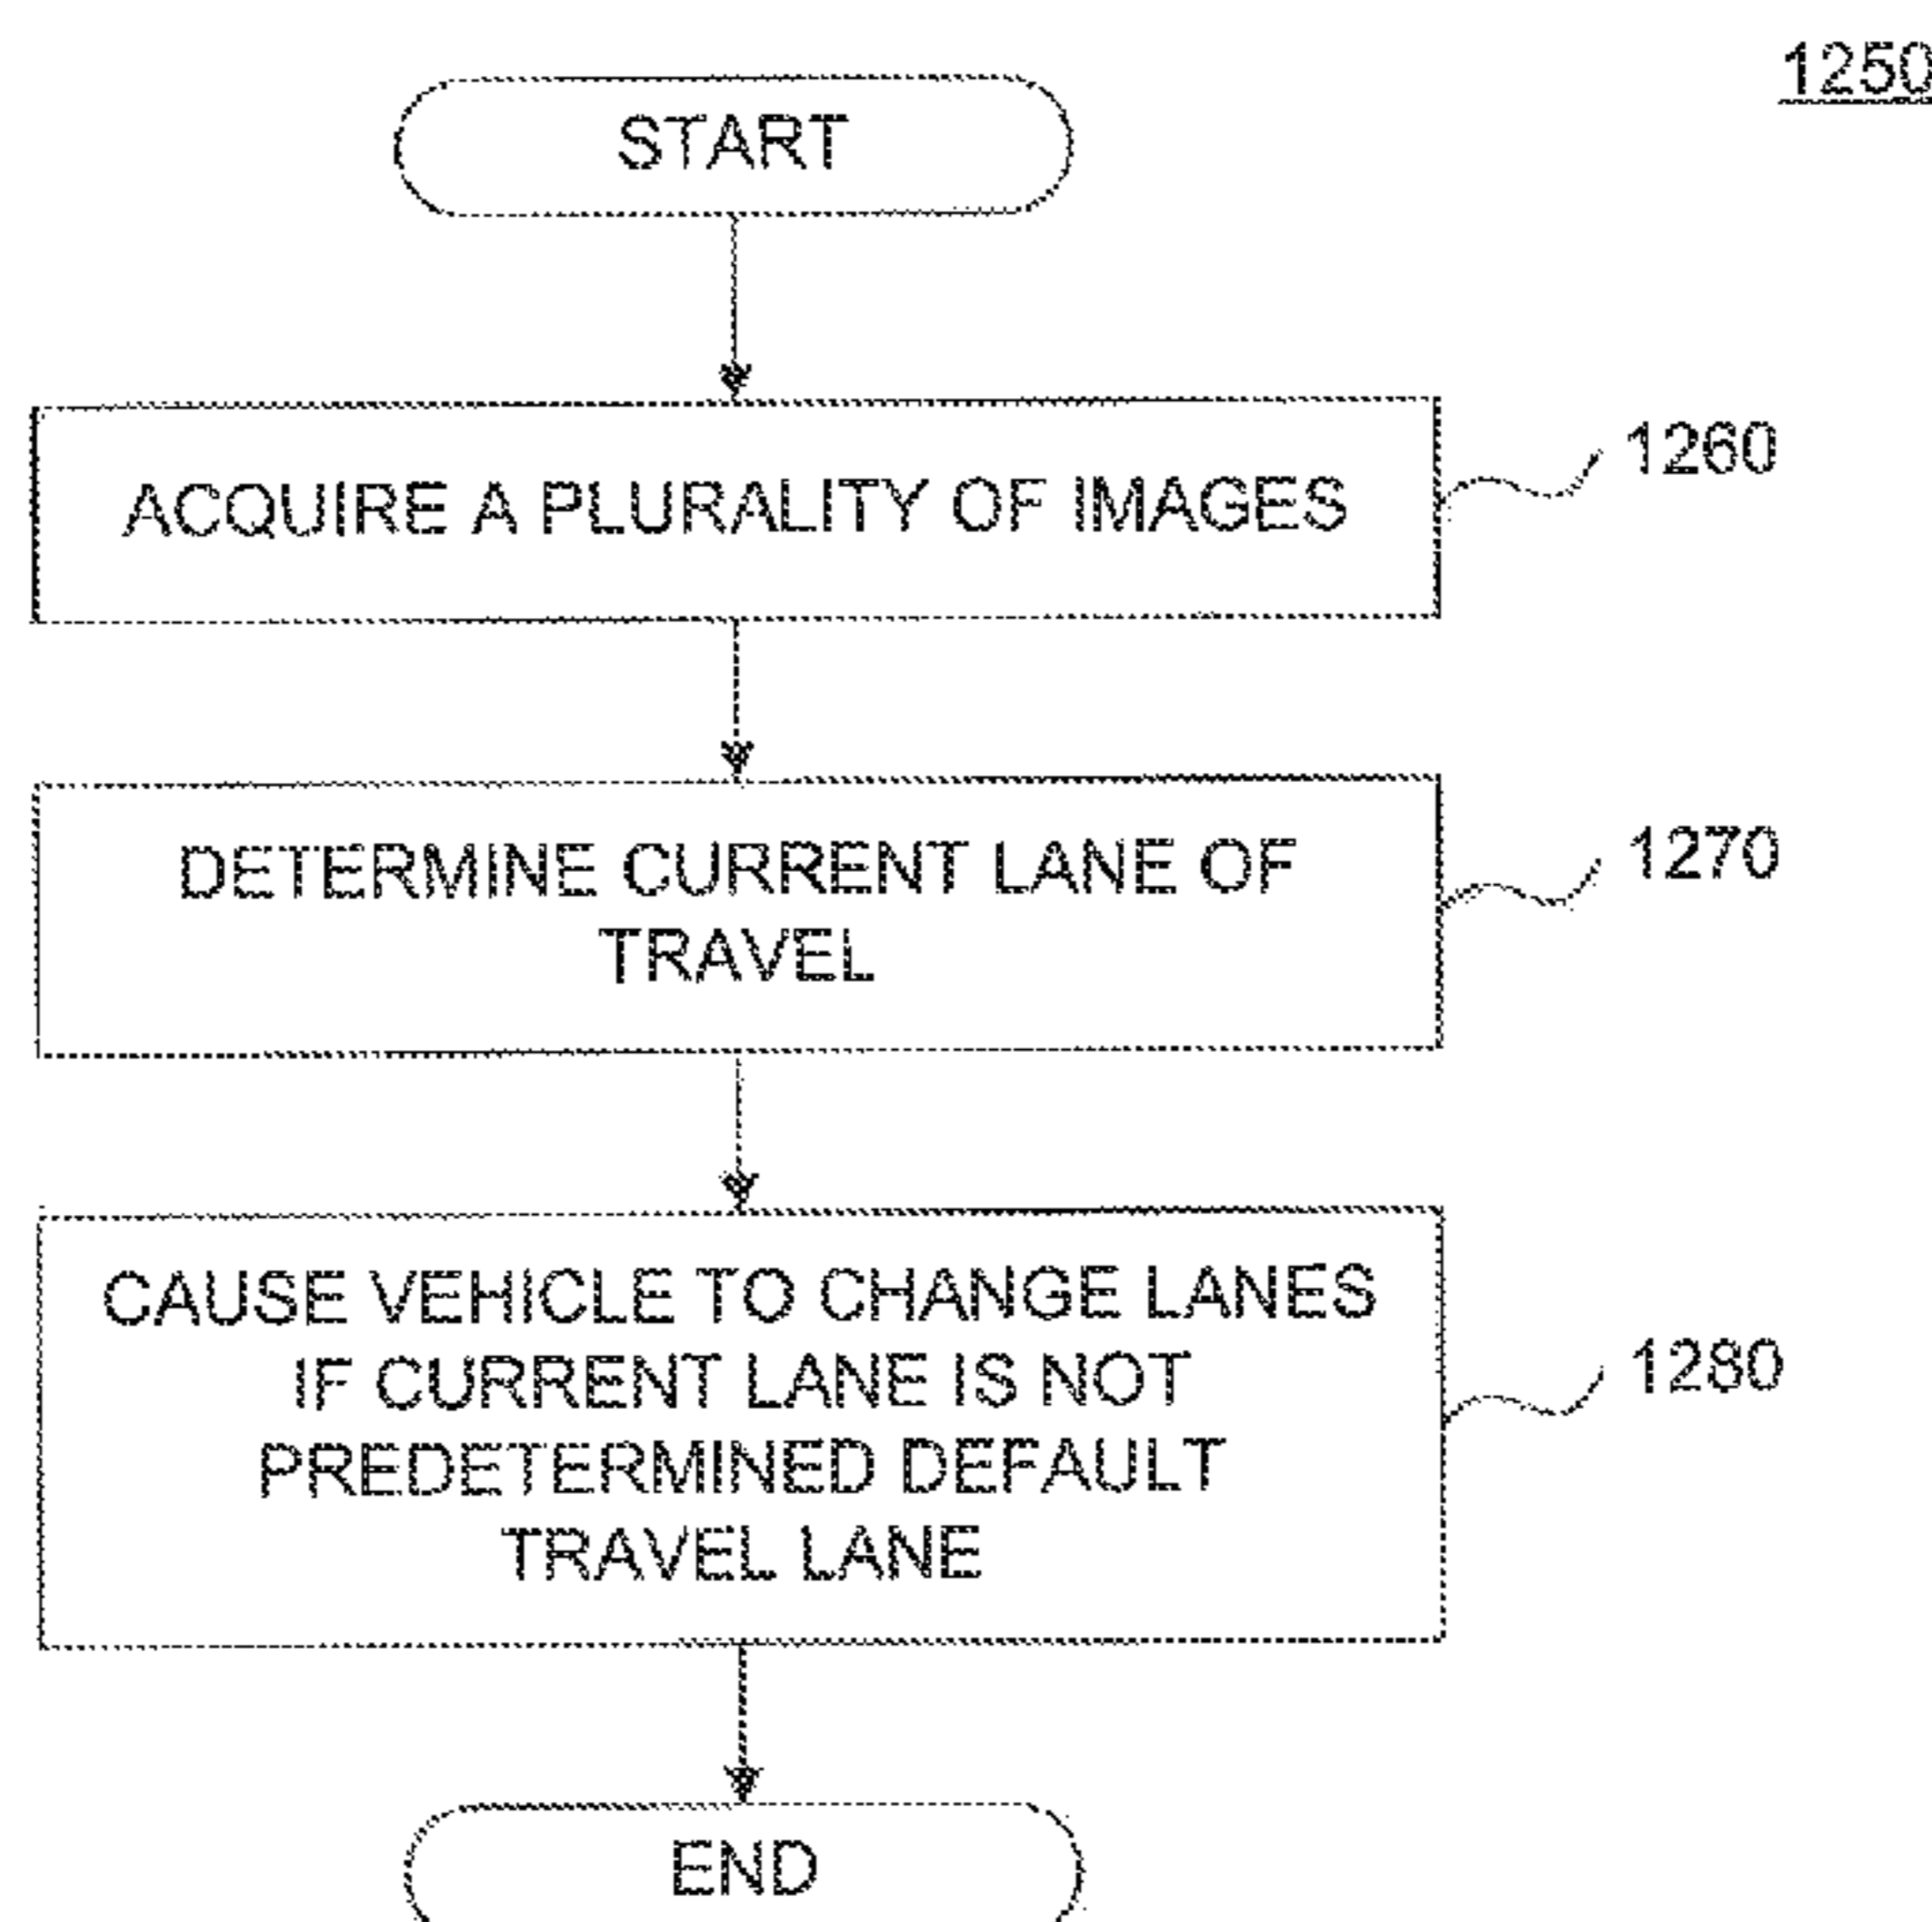 1250
START
ACQUIRE A PLURALITY OF IMAGES
1260
DETERMINE CURRENT LANE OF
TRAVEL
1270
CAUSE VEHICLE TO CHANGE LANES
IF CURRENT LANE IS NOT
PREDETERMINED DEFAULT
TRAVEL LANE
1280
END